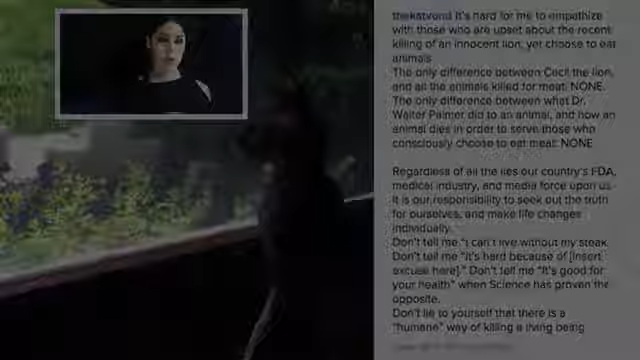 thekatvond It's hard for me to empathize
with those who are upset about the recent
killing of an innocent lion, yet choose to eat
animals
The only difference between Cecil the lion,
and all the animals killed for meat: NONE.
The only difference between what Dr.
Walter Palmer did to an animal, and how an
animal dies in order to serve those who
consciously choose to eat meat: NONE
Regardless of all the lies our country's FDA,
medical industry, and media force upon us
It is our responsibility to seek out the truth
for ourselves, and make life changes
individually.
Don't tell me "I can't live without my steak.
Don't tell me "It's hard because of [insert
excuse here]." Don't tell me "It's good for
your health" when Science has proven the
opposite.
Don't lie to yourself that there is a
"humane" way of killing a living being